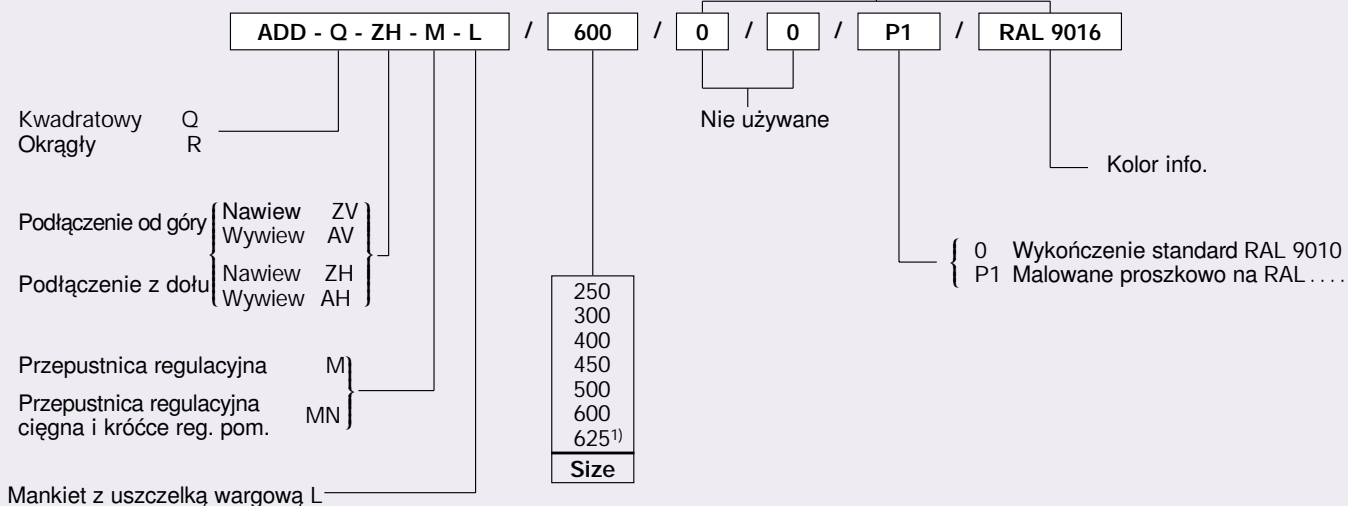 ADD - Q - ZH - M - L / 600 / 0 / 0 / P1 / RAL 9016
Kwadratowy Q
Okrągły R
Nie używane
Kolor info.
Podłączenie od góry
Nawiew ZV
Wywiew AV
Podłączenie z dołu
Nawiew ZH
Wywiew AH
0 Wykończenie standard RAL 9010
P1 Malowane proszkowo na RAL ....
250
300
400
450
500
600
625¹⁾
Size
Przepustnica regulacyjna M
Przepustnica regulacyjna
cięgna i króćce reg. pom. MN
Mankiet z uszczelką wargową L